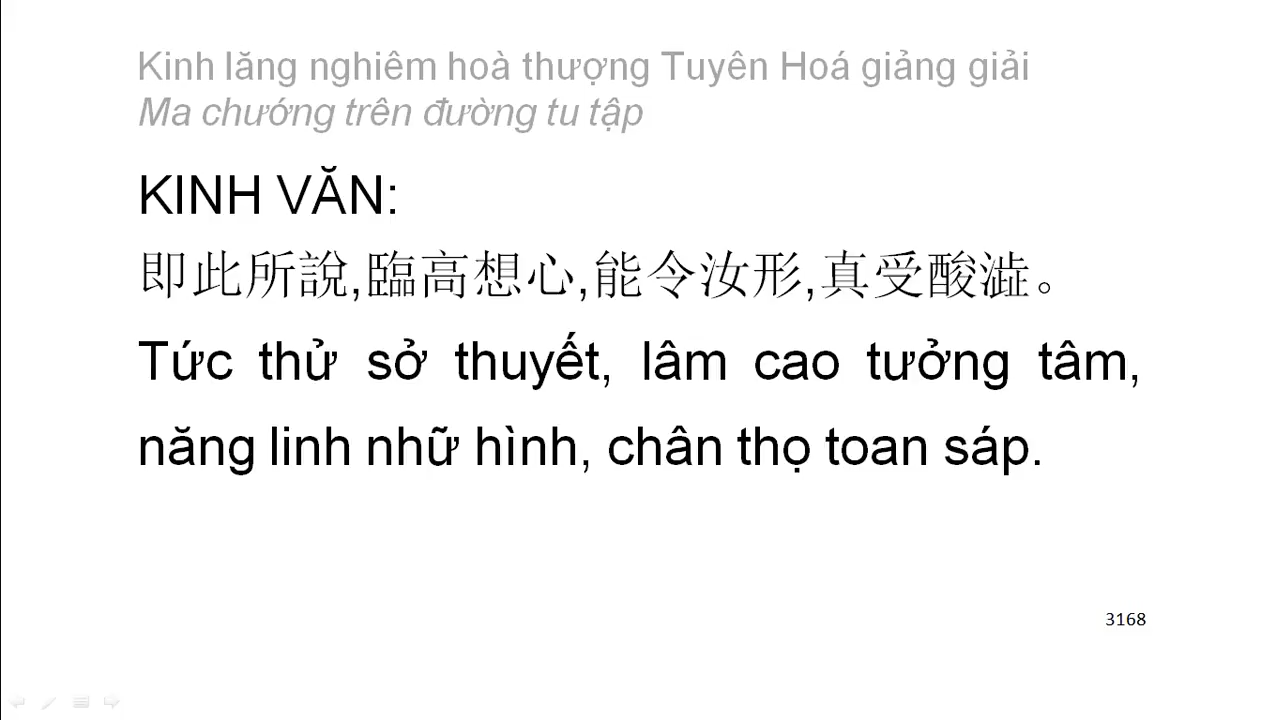 Kinh lăng nghiêm hoà thượng Tuyên Hoá giảng giải
Ma chướng trên đường tu tập
KINH VĂN:
即此所說,臨高想心,能令汝形,真受酸澁。
Tức thử sở thuyết, lâm cao tưởng tâm,
năng linh nhữ hình, chân thọ toan sáp.
3168